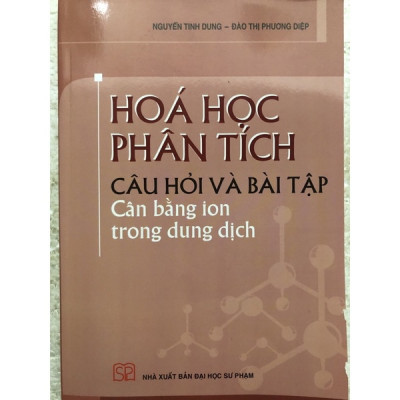 NGUYỄN TINH DUNG – ĐÀO THỊ PHƯƠNG DIỆP
HOÁ HỌC
PHÂN TÍCH
CÂU HỎI VÀ BÀI TẬP
Cân bằng ion
trong dung dịch
SP
NHÀ XUẤT BẢN ĐẠI HỌC SƯ PHẠM